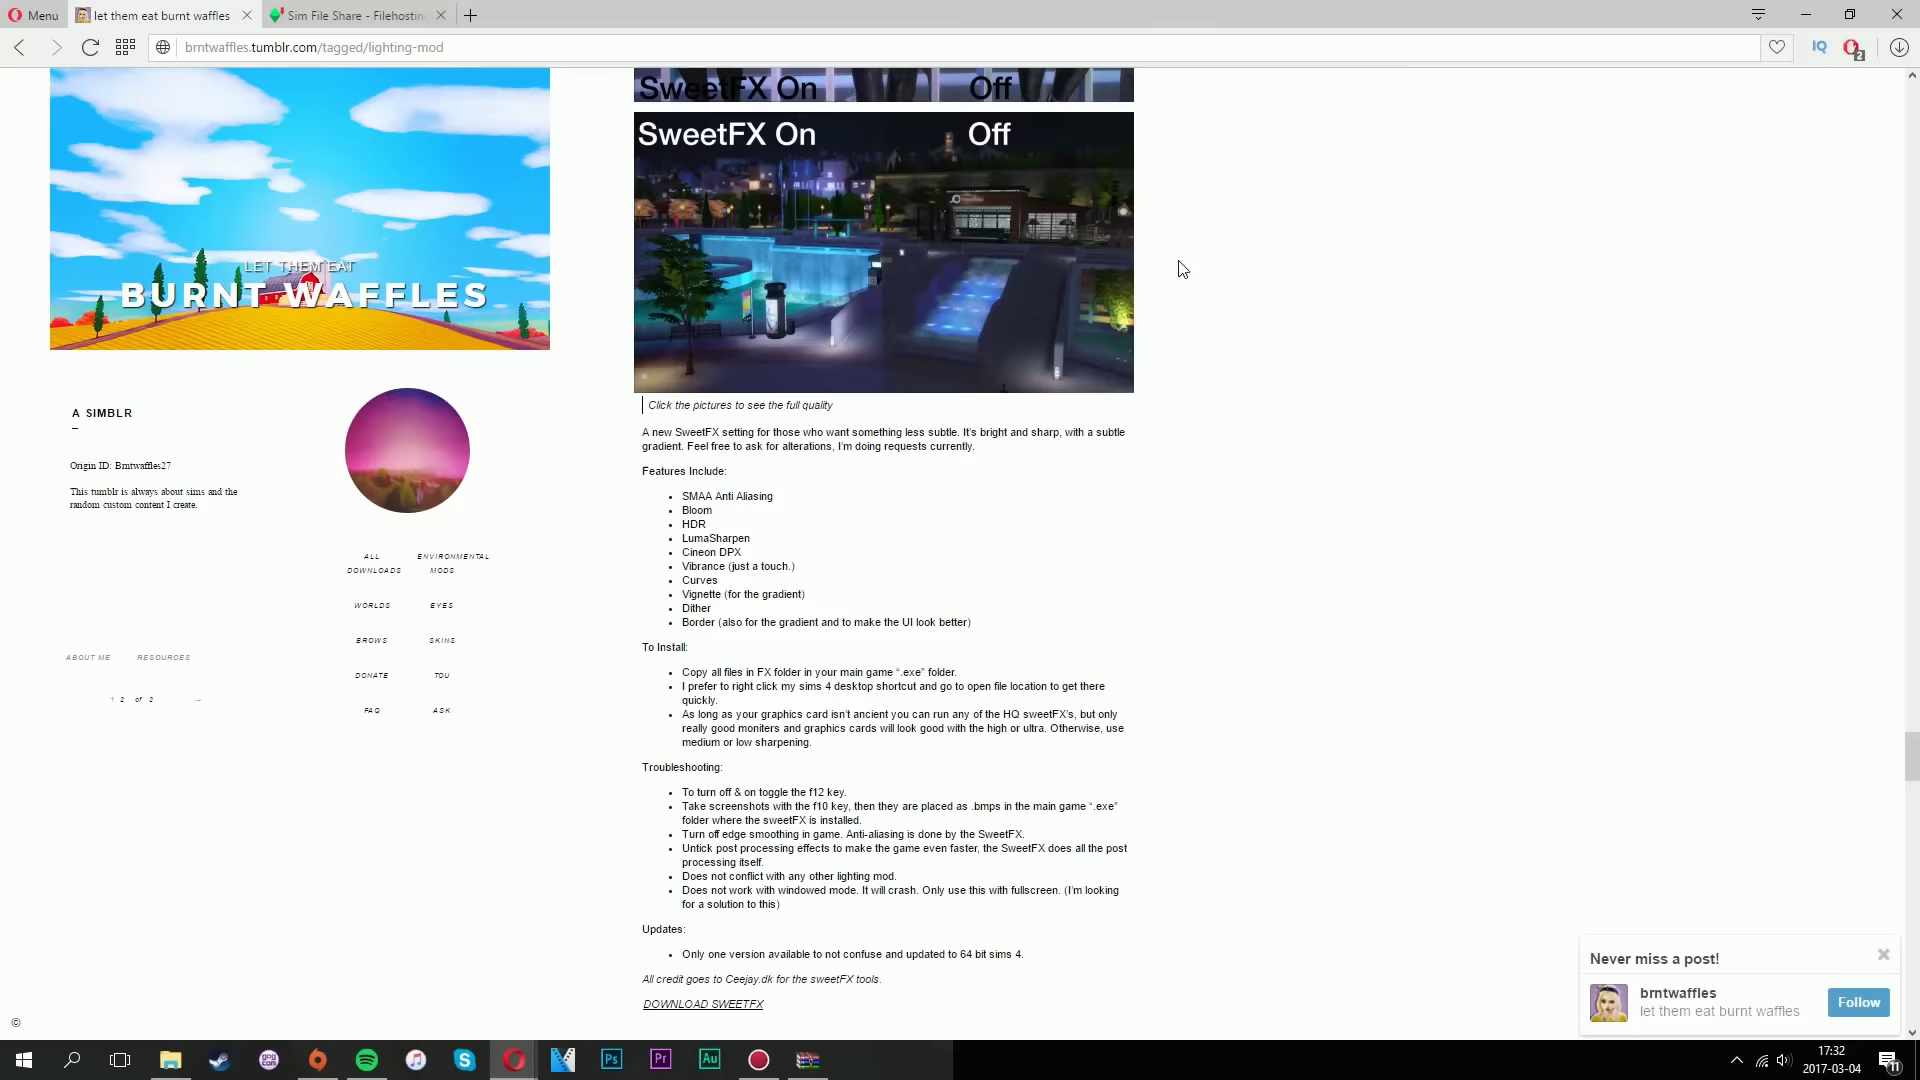 Menu
let them eat burnt waffles
Sim File Share - Filehostin
brntwaffles.tumblr.com/tagged/lighting-mod
IQ
2
SweetFX On Off
SweetFX On Off
LET THEM EAT
BURNT WAFFLES
A SIMBLR
Origin ID: Brntwaffles27
This tumblr is always about sims and the
random custom content I create.
ALL
DOWNLOADS
ENVIRONMENTAL
MODS
WORLDS
EYES
BROWS
SKINS
DONATE
TOU
FAQ
ASK
ABOUT ME RESOURCES
↑ 2 of 2 →
©
Click the pictures to see the full quality
A new SweetFX setting for those who want something less subtle. It's bright and sharp, with a subtle
gradient. Feel free to ask for alterations, I'm doing requests currently.
Features Include:
• SMAA Anti Aliasing
• Bloom
• HDR
• LumaSharpen
• Cineon DPX
• Vibrance (just a touch.)
• Curves
• Vignette (for the gradient)
• Dither
• Border (also for the gradient and to make the UI look better)
To Install:
• Copy all files in FX folder in your main game “.exe” folder.
• I prefer to right click my sims 4 desktop shortcut and go to open file location to get there
quickly.
• As long as your graphics card isn't ancient you can run any of the HQ sweetFX's, but only
really good moniters and graphics cards will look good with the high or ultra. Otherwise, use
medium or low sharpening.
Troubleshooting:
• To turn off & on toggle the f12 key.
• Take screenshots with the f10 key, then they are placed as .bmps in the main game “.exe”
folder where the sweetFX is installed.
• Turn off edge smoothing in game. Anti-aliasing is done by the SweetFX.
• Untick post processing effects to make the game even faster, the SweetFX does all the post
processing itself.
• Does not conflict with any other lighting mod.
• Does not work with windowed mode. It will crash. Only use this with fullscreen. (I'm looking
for a solution to this)
Updates:
• Only one version available to not confuse and updated to 64 bit sims 4.
All credit goes to Ceejay.dk for the sweetFX tools.
DOWNLOAD SWEETFX
Never miss a post!
brntwaffles
let them eat burnt waffles
Follow
gog
com
Ps
Pr
Au
17:32
2017-03-04
11